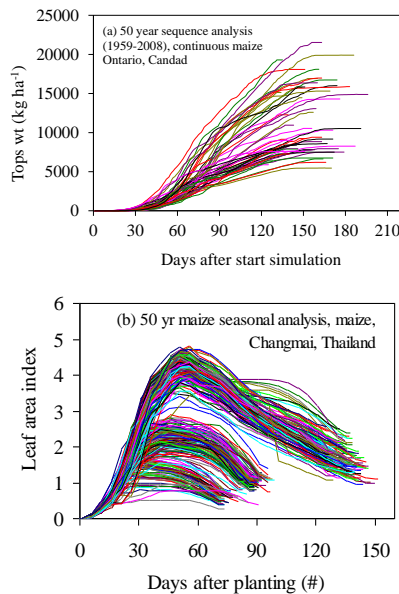 (a) 50 year sequence analysis
(1959-2008), continuous maize
Ontario, Candad
Tops wt (kg ha-1)
25000
20000
15000
10000
5000
0
0 30 60 90 120 150 180 210
Days after start simulation
(b) 50 yr maize seasonal analysis, maize,
Changmai, Thailand
Leaf area index
6
5
4
3
2
1
0
0 30 60 90 120 150
Days after planting (#)